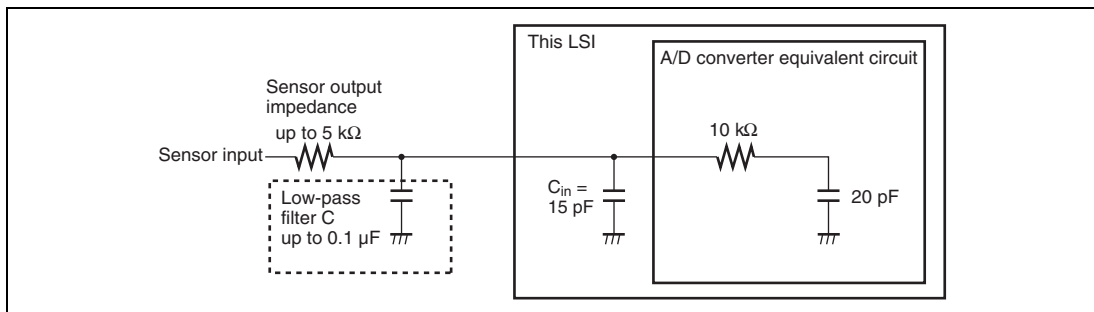 This LSI
A/D converter equivalent circuit
Sensor output
impedance
up to 5 kΩ
10 kΩ
Sensor input
Low-pass
filter C
up to 0.1 µF
Cin =
15 pF
20 pF